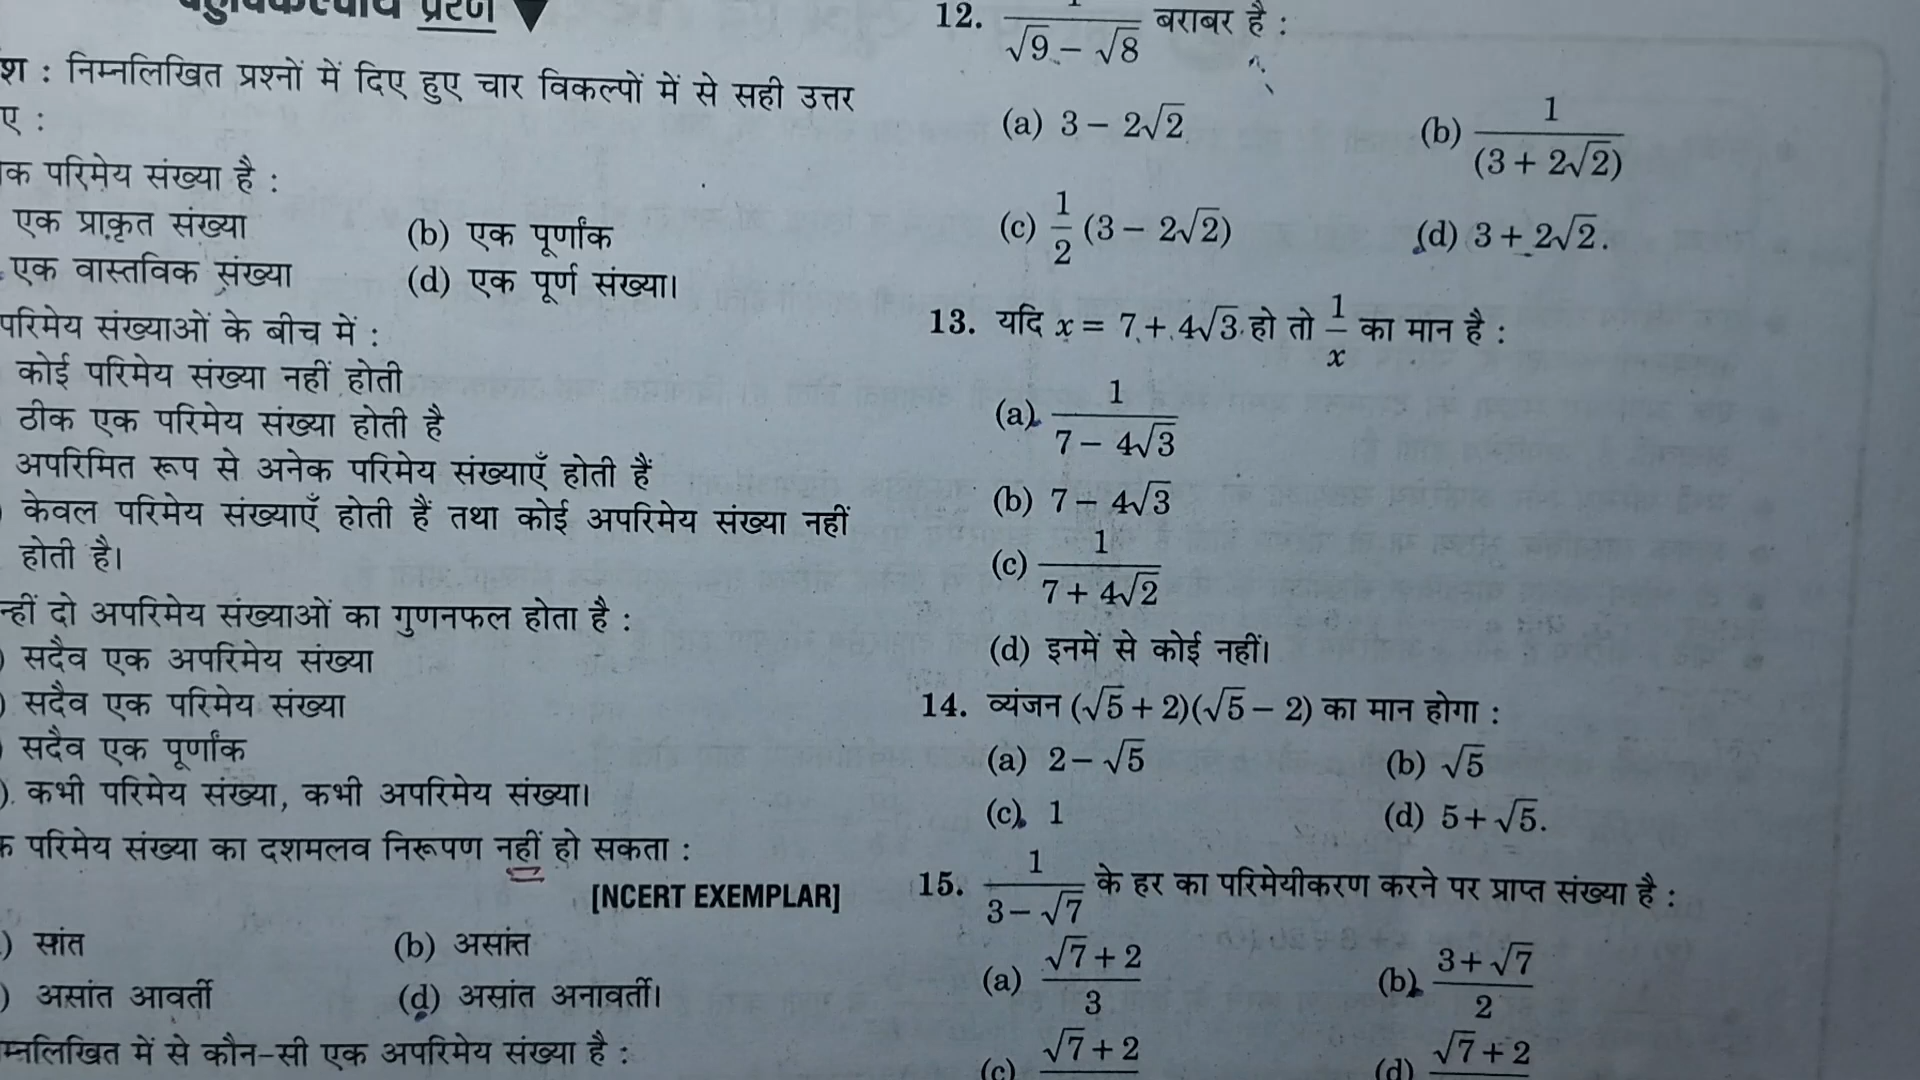 प्रश्न
श : निम्नलिखित प्रश्नों में दिए हुए चार विकल्पों में से सही उत्तर
ए :
क परिमेय संख्या है :
एक प्राकृत संख्या (b) एक पूर्णांक
एक वास्तविक संख्या (d) एक पूर्ण संख्या।
परिमेय संख्याओं के बीच में :
कोई परिमेय संख्या नहीं होती
ठीक एक परिमेय संख्या होती है
अपरिमित रूप से अनेक परिमेय संख्याएँ होती हैं
केवल परिमेय संख्याएँ होती हैं तथा कोई अपरिमेय संख्या नहीं
होती है।
न्हीं दो अपरिमेय संख्याओं का गुणनफल होता है :
) सदैव एक अपरिमेय संख्या
) सदैव एक परिमेय संख्या
) सदैव एक पूर्णांक
) कभी परिमेय संख्या, कभी अपरिमेय संख्या।
क परिमेय संख्या का दशमलव निरूपण नहीं हो सकता :
[NCERT EXEMPLAR]
) सांत (b) असांत
) असांत आवर्ती (d) असांत अनावर्ती।
म्नलिखित में से कौन-सी एक अपरिमेय संख्या है :
12. 1/(√9 – √8) बराबर है :
(a) 3 – 2√2 (b) 1/(3 + 2√2)
(c) 1/2 (3 – 2√2) (d) 3 + 2√2.
13. यदि x = 7 + 4√3 हो तो 1/x का मान है :
(a) 1/(7 – 4√3)
(b) 7 – 4√3
(c) 1/(7 + 4√2)
(d) इनमें से कोई नहीं।
14. व्यंजन (√5 + 2)(√5 – 2) का मान होगा :
(a) 2 – √5 (b) √5
(c) 1 (d) 5 + √5.
15. 1/(3 – √7) के हर का परिमेयीकरण करने पर प्राप्त संख्या है :
(a) (√7 + 2)/3 (b) (3 + √7)/2
(c) √7 + 2 (d) √7 + 2